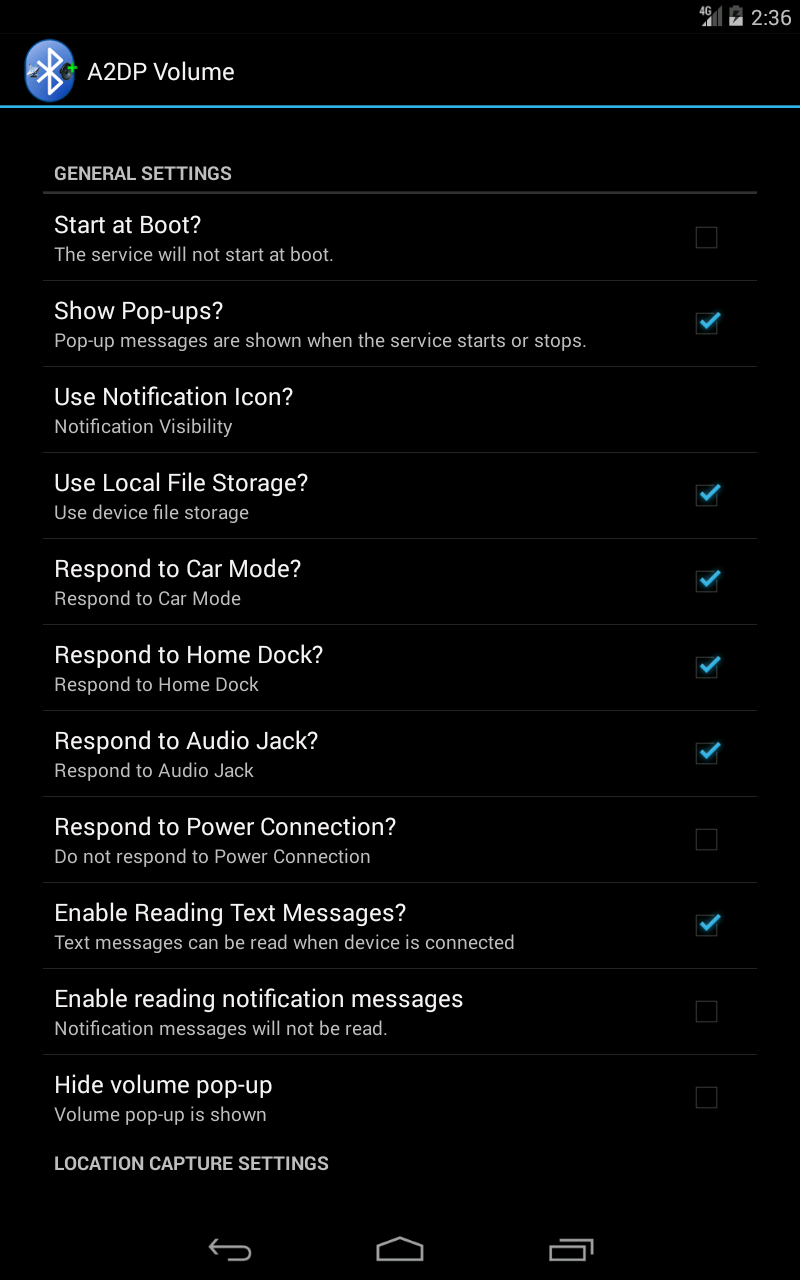 4G 2:36
A2DP Volume
GENERAL SETTINGS
Start at Boot?
The service will not start at boot.
Show Pop-ups?
Pop-up messages are shown when the service starts or stops.
Use Notification Icon?
Notification Visibility
Use Local File Storage?
Use device file storage
Respond to Car Mode?
Respond to Car Mode
Respond to Home Dock?
Respond to Home Dock
Respond to Audio Jack?
Respond to Audio Jack
Respond to Power Connection?
Do not respond to Power Connection
Enable Reading Text Messages?
Text messages can be read when device is connected
Enable reading notification messages
Notification messages will not be read.
Hide volume pop-up
Volume pop-up is shown
LOCATION CAPTURE SETTINGS